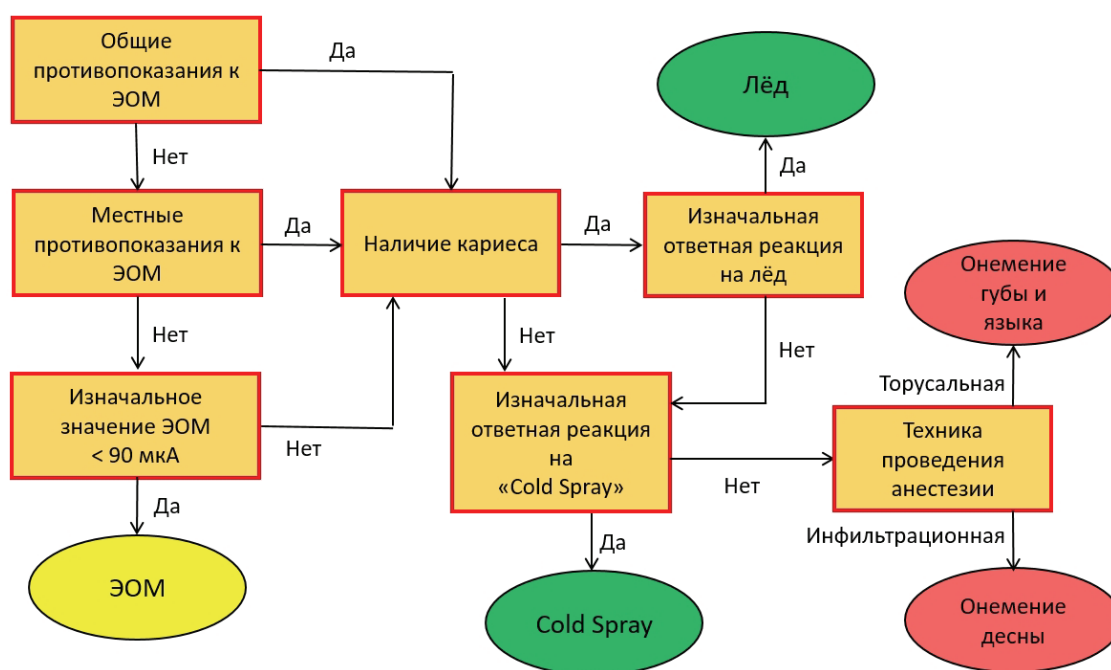 Общие
противопоказания к
ЭОМ
Да
Лёд
Нет
Да
Местные
противопоказания к
ЭОМ
Да
Наличие кариеса
Да
Изначальная
ответная реакция
на лёд
Онемение
губы и
языка
Нет
Нет
Нет
Торусальная
Изначальное
значение ЭОМ
< 90 мкА
Нет
Изначальная
ответная реакция
на
«Cold Spray»
Нет
Техника
проведения
анестезии
Да
Да
Инфильтрационная
ЭОМ
Cold Spray
Онемение
десны